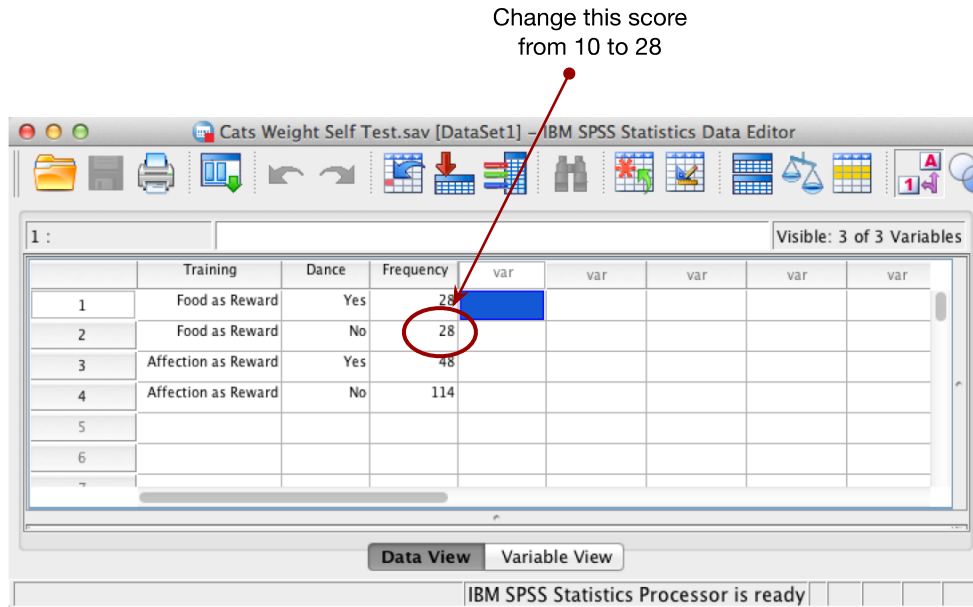 Change this score
from 10 to 28
Cats Weight Self Test.sav [DataSet1] – IBM SPSS Statistics Data Editor
A
1
1 :
Visible: 3 of 3 Variables
Training Dance Frequency var var var var var
1 Food as Reward Yes 28
2 Food as Reward No 28
3 Affection as Reward Yes 48
4 Affection as Reward No 114
5
6
7
Data View Variable View
IBM SPSS Statistics Processor is ready